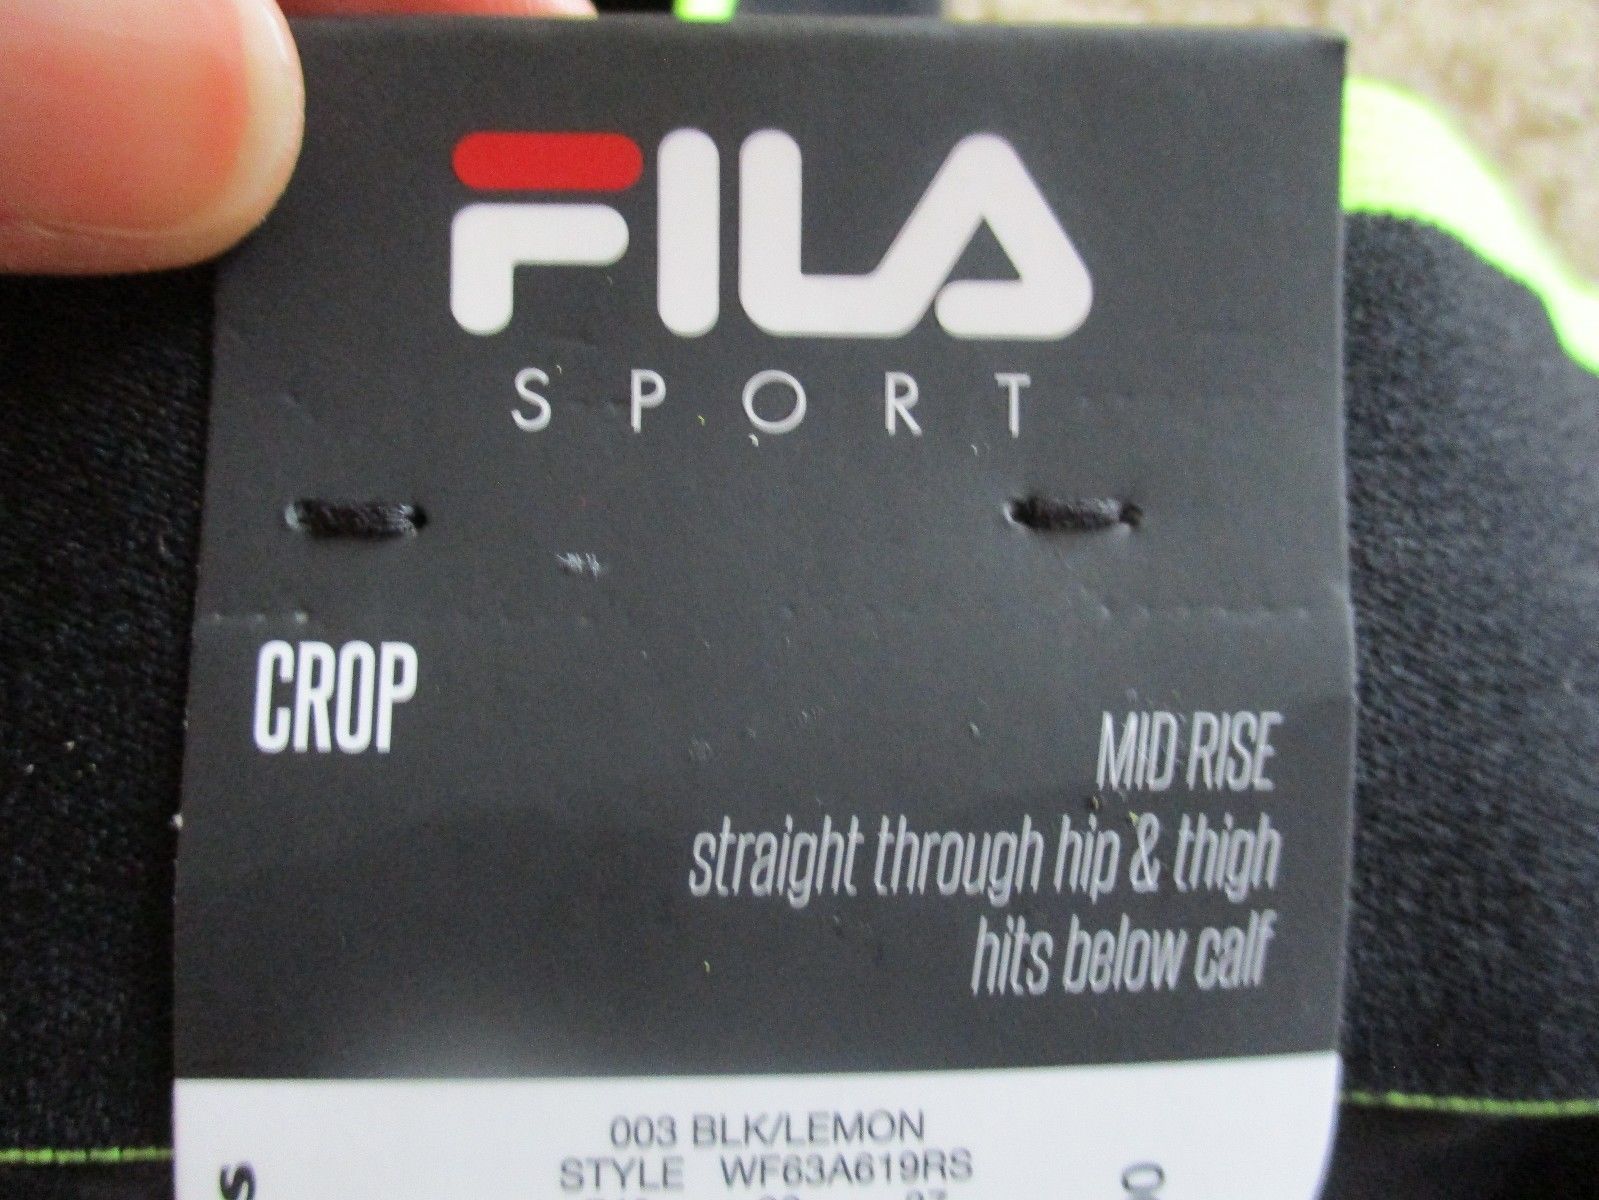 FILA
SPORT
CROP
MID RISE
straight through hip & thigh
hits below calf
003 BLK/LEMON
STYLE WF63A619RS
S